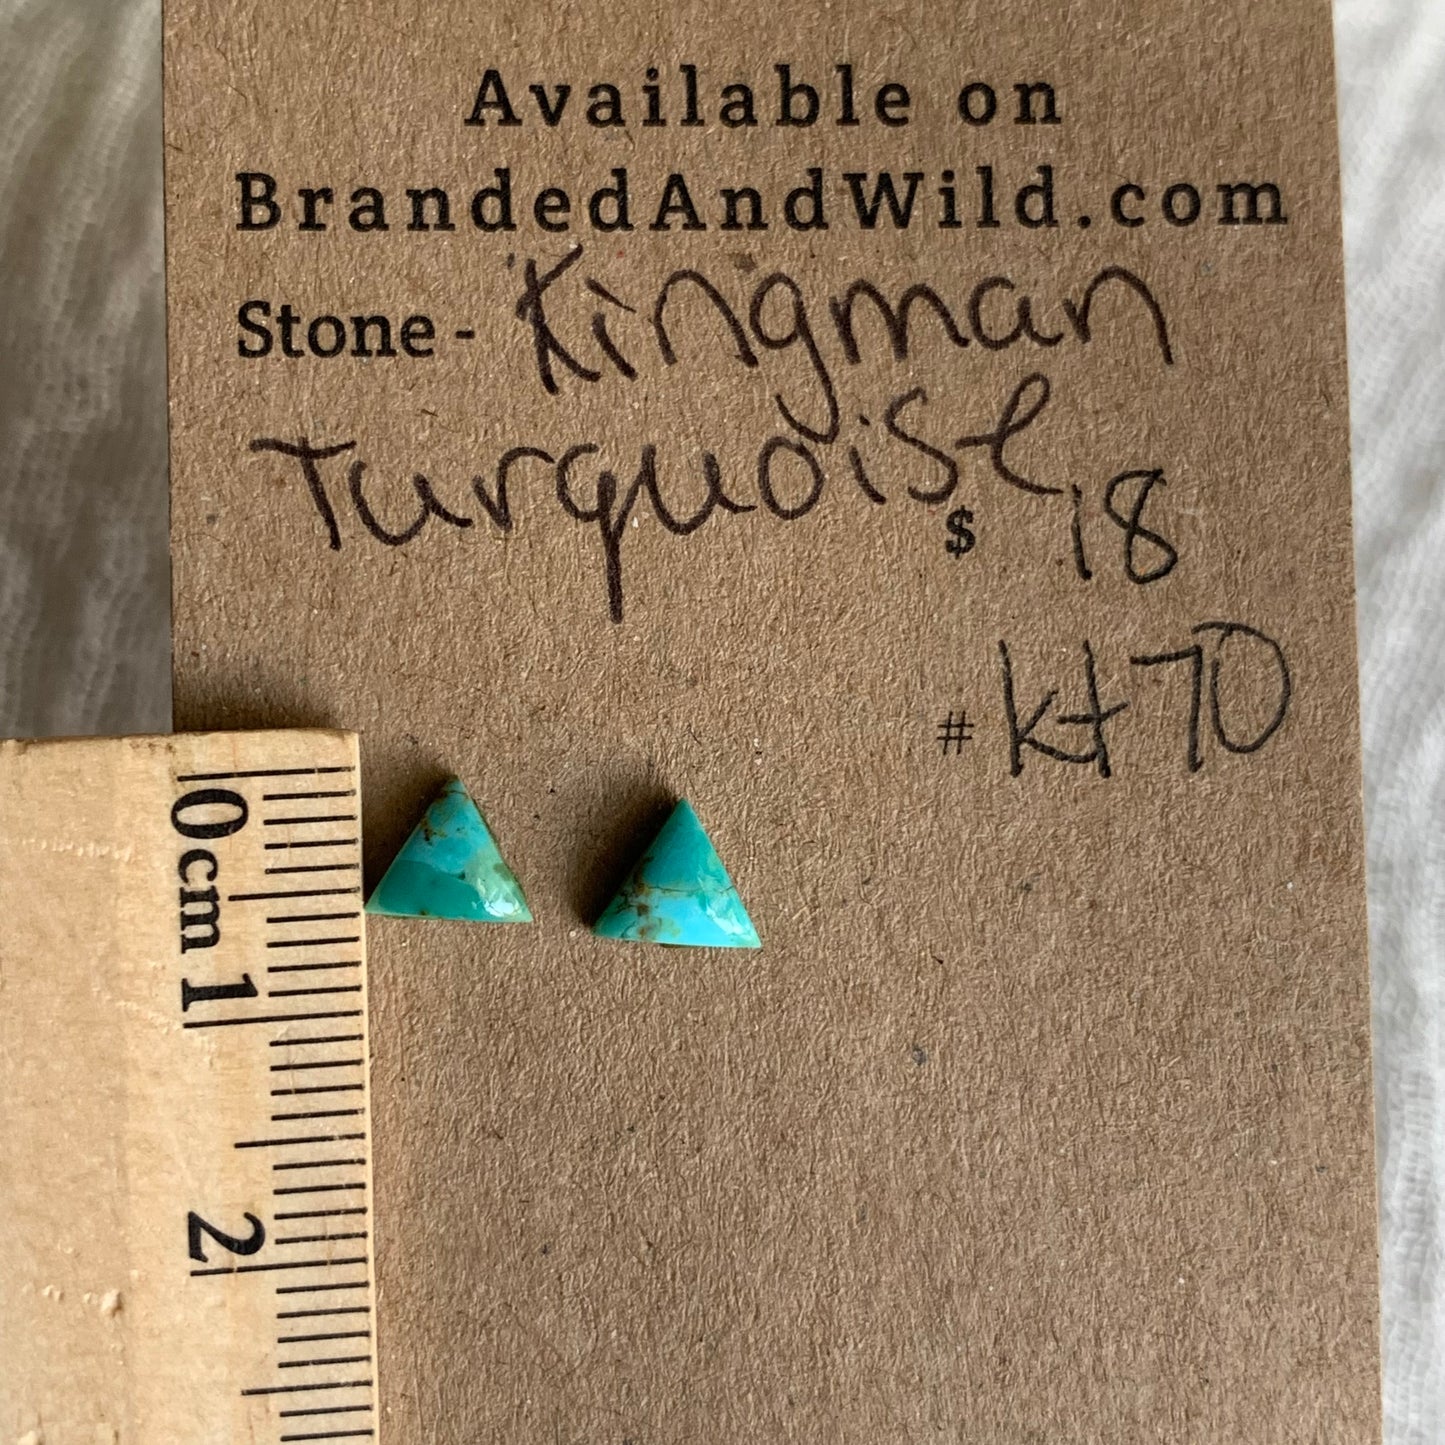 Available on
BrandedAndWild.com
Stone - Kingman
Turquoise
$ 18
# kt70
0cm 1 2